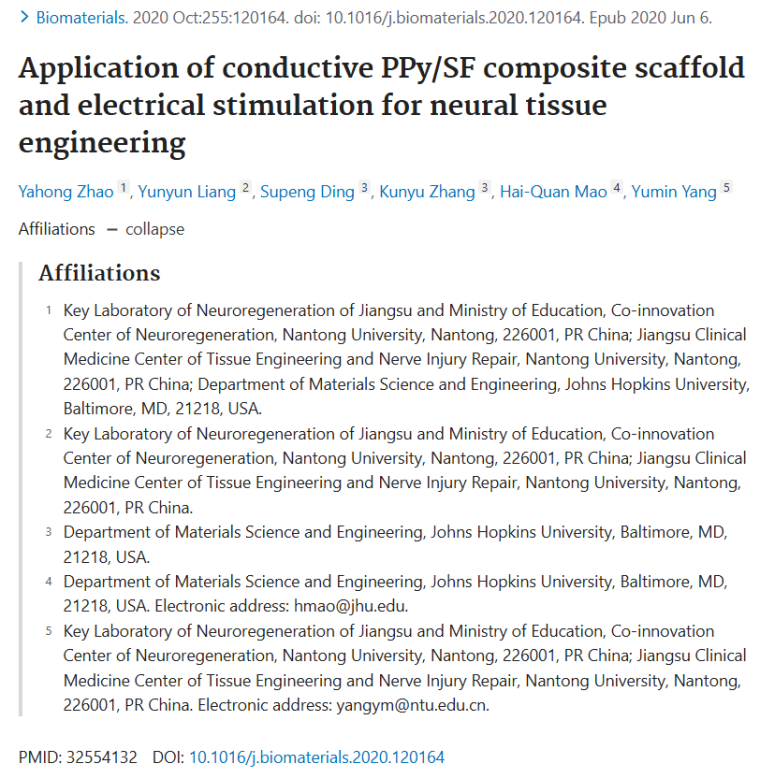 > Biomaterials. 2020 Oct:255:120164. doi: 10.1016/j.biomaterials.2020.120164. Epub 2020 Jun 6.
Application of conductive PPy/SF composite scaffold
and electrical stimulation for neural tissue
engineering
Yahong Zhao 1, Yunyun Liang 2, Supeng Ding 3, Kunyu Zhang 3, Hai-Quan Mao 4, Yumin Yang 5
Affiliations − collapse
Affiliations
1 Key Laboratory of Neuroregeneration of Jiangsu and Ministry of Education, Co-innovation
Center of Neuroregeneration, Nantong University, Nantong, 226001, PR China; Jiangsu Clinical
Medicine Center of Tissue Engineering and Nerve Injury Repair, Nantong University, Nantong,
226001, PR China; Department of Materials Science and Engineering, Johns Hopkins University,
Baltimore, MD, 21218, USA.
2 Key Laboratory of Neuroregeneration of Jiangsu and Ministry of Education, Co-innovation
Center of Neuroregeneration, Nantong University, Nantong, 226001, PR China; Jiangsu Clinical
Medicine Center of Tissue Engineering and Nerve Injury Repair, Nantong University, Nantong,
226001, PR China.
3 Department of Materials Science and Engineering, Johns Hopkins University, Baltimore, MD,
21218, USA.
4 Department of Materials Science and Engineering, Johns Hopkins University, Baltimore, MD,
21218, USA. Electronic address: hmao@jhu.edu.
5 Key Laboratory of Neuroregeneration of Jiangsu and Ministry of Education, Co-innovation
Center of Neuroregeneration, Nantong University, Nantong, 226001, PR China; Jiangsu Clinical
Medicine Center of Tissue Engineering and Nerve Injury Repair, Nantong University, Nantong,
226001, PR China. Electronic address: yangym@ntu.edu.cn.
PMID: 32554132 DOI: 10.1016/j.biomaterials.2020.120164